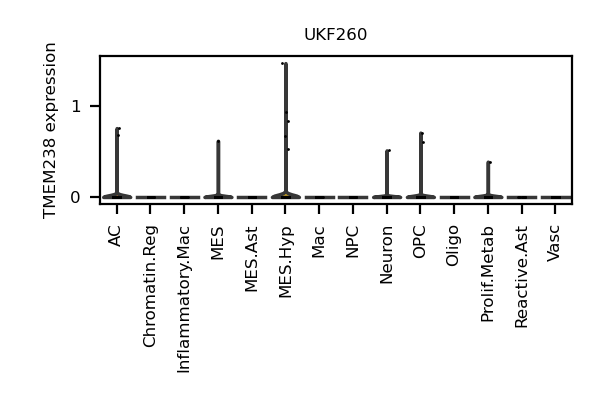 UKF260
TMEM238 expression
1
0
AC
Chromatin.Reg
Inflammatory.Mac
MES
MES.Ast
MES.Hyp
Mac
NPC
Neuron
OPC
Oligo
Prolif.Metab
Reactive.Ast
Vasc